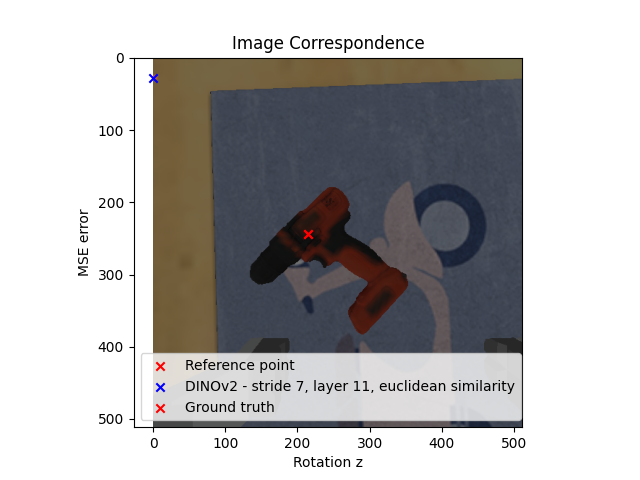 Image Correspondence
0
100
200
300
400
500
MSE error
Reference point
DINOv2 - stride 7, layer 11, euclidean similarity
Ground truth
0 100 200 300 400 500
Rotation z